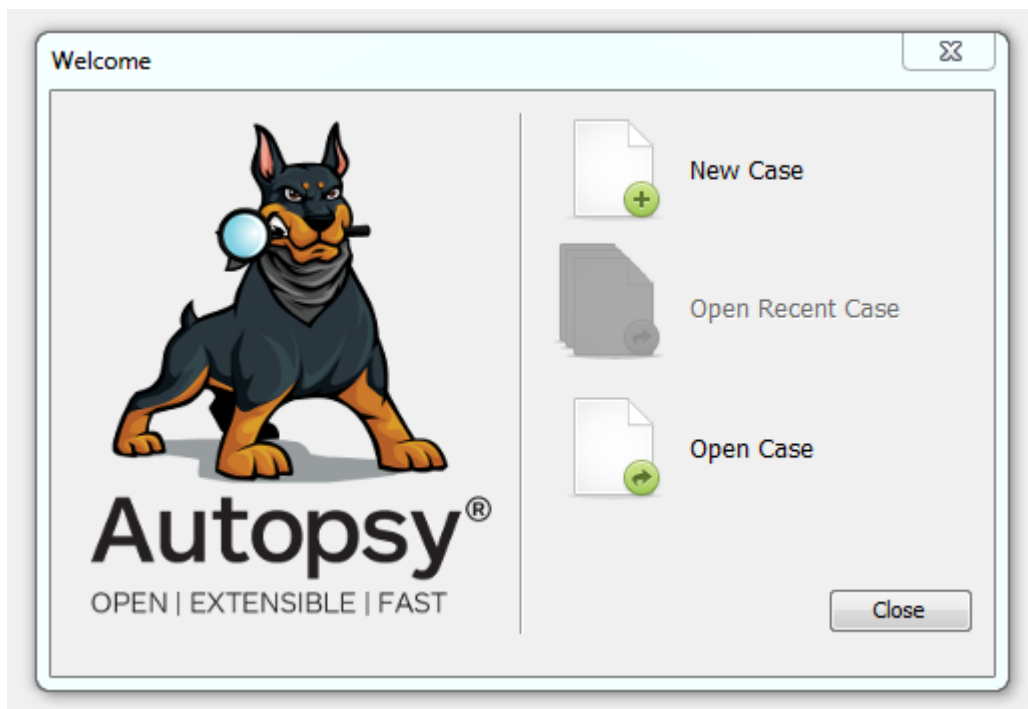 Welcome
New Case
Open Recent Case
Open Case
Autopsy®
OPEN | EXTENSIBLE | FAST
Close